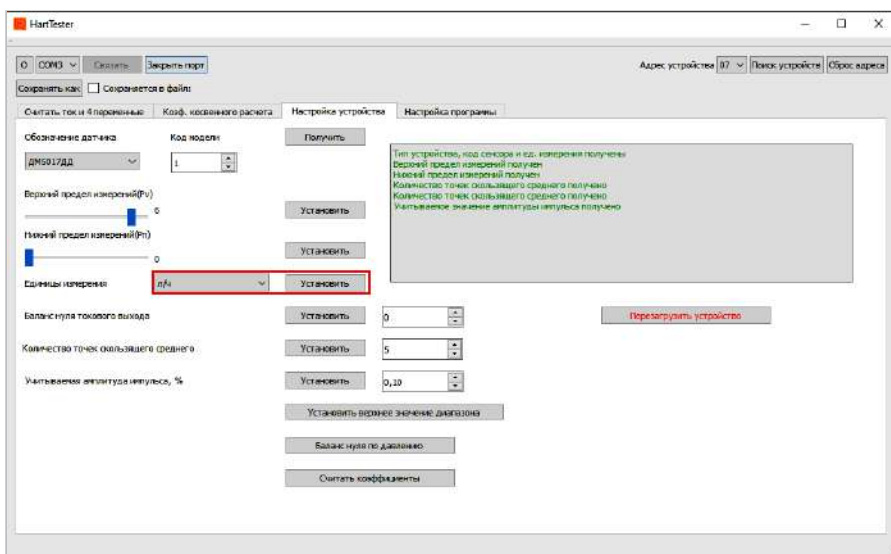 HartTester
О COM3 Связать Закрыть порт Адрес устройства 07 Поиск устройств Сброс адреса
Сохранять как Сохраняется в файл:
Считать ток и 4 переменные Коэф. косвенного расчета Настройка устройства Настройка программы
Обозначение датчика Код модели Получить
ДМ5017ДД 1
Тип устройства, код сенсора и ед. измерения получены
Верхний предел измерений получен
Нижний предел измерений получен
Количество точек скользящего среднего получено
Количество точек скользящего среднего получено
Учитываемое значение амплитуды импульса получено
Верхний предел измерений(Pv)
6 Установить
Нижний предел измерений(Pn)
0 Установить
Единицы измерения л/ч Установить
Баланс нуля токового выхода Установить 0 Перезагрузить устройство
Количество точек скользящего среднего Установить 5
Учитываемая амплитуда импульса, % Установить 0,10
Установить верхнее значение диапазона
Баланс нуля по давлению
Считать коэффициенты